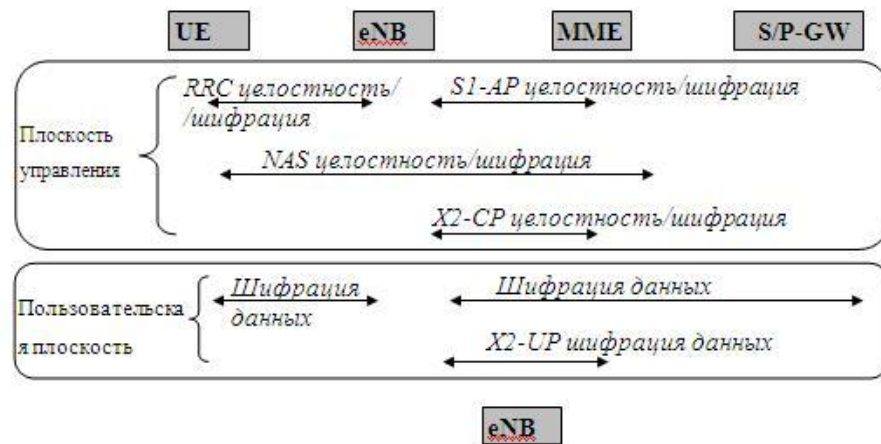 UE eNB MME S/P-GW
RRC целостность/
/шифрация
S1-AP целостность/шифрация
Плоскость
управления
NAS целостность/шифрация
X2-CP целостность/шифрация
Пользовательска
я плоскость
Шифрация
данных
Шифрация данных
X2-UP шифрация данных
eNB